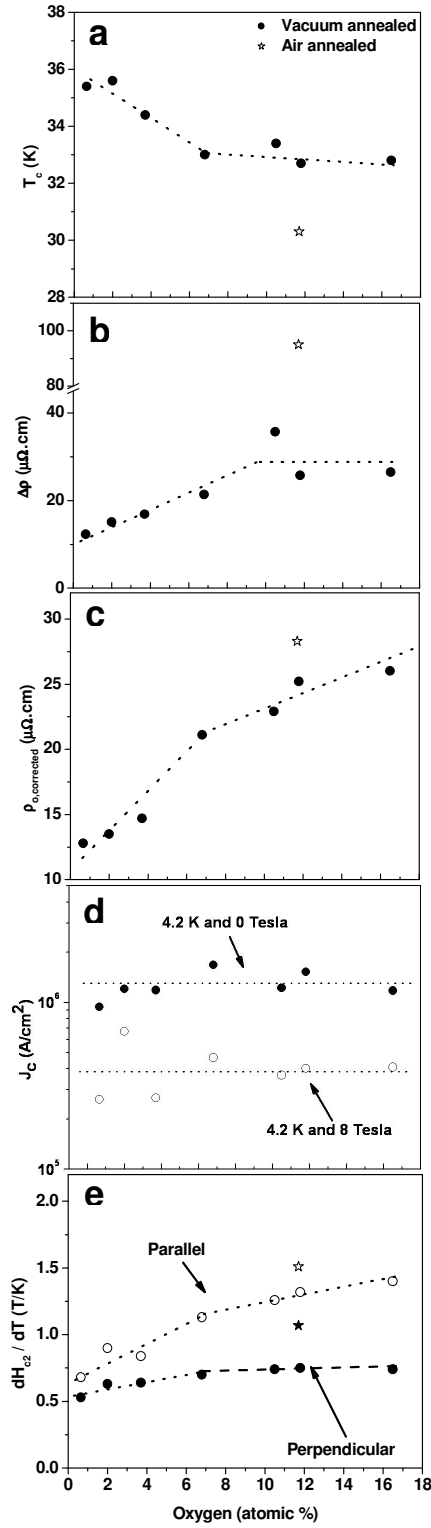 a
Vacuum annealed
Air annealed
38
36
34
32
30
28
T_c (K)
b
100
80
40
20
0
Δρ (μΩ.cm)
c
30
25
20
15
10
ρ_o,corrected (μΩ.cm)
d
4.2 K and 0 Tesla
10^6
J_c (A/cm^2)
4.2 K and 8 Tesla
10^5
e
2.0
Parallel
1.5
1.0
0.5
0.0
dH_c2 / dT (T/K)
Perpendicular
0 2 4 6 8 10 12 14 16 18
Oxygen (atomic %)